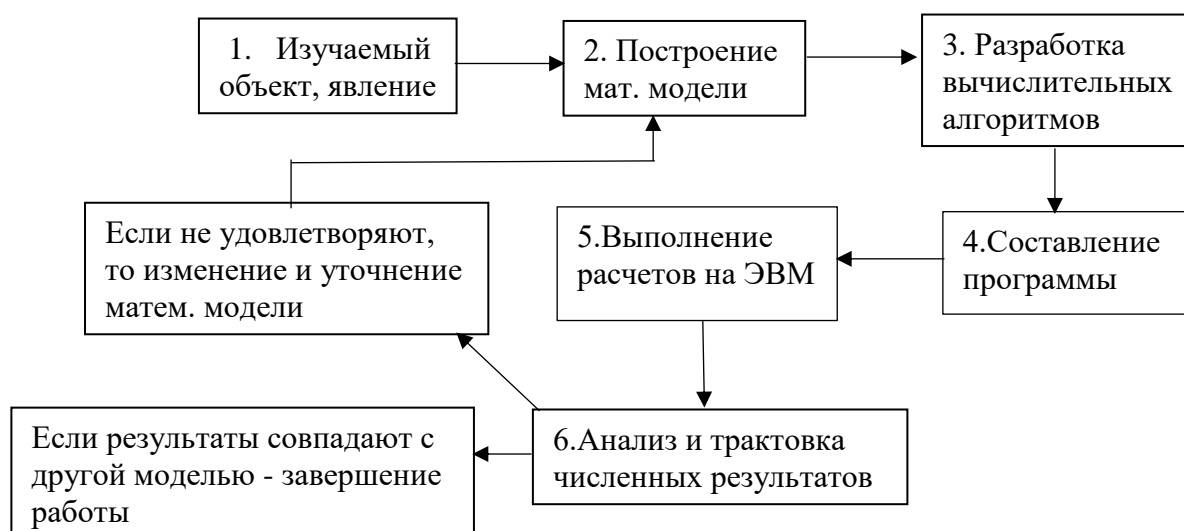 1. Изучаемый
объект, явление
2. Построение
мат. модели
3. Разработка
вычислительных
алгоритмов
4.Составление
программы
5.Выполнение
расчетов на ЭВМ
6.Анализ и трактовка
численных результатов
Если не удовлетворяют,
то изменение и уточнение
матем. модели
Если результаты совпадают с
другой моделью - завершение
работы